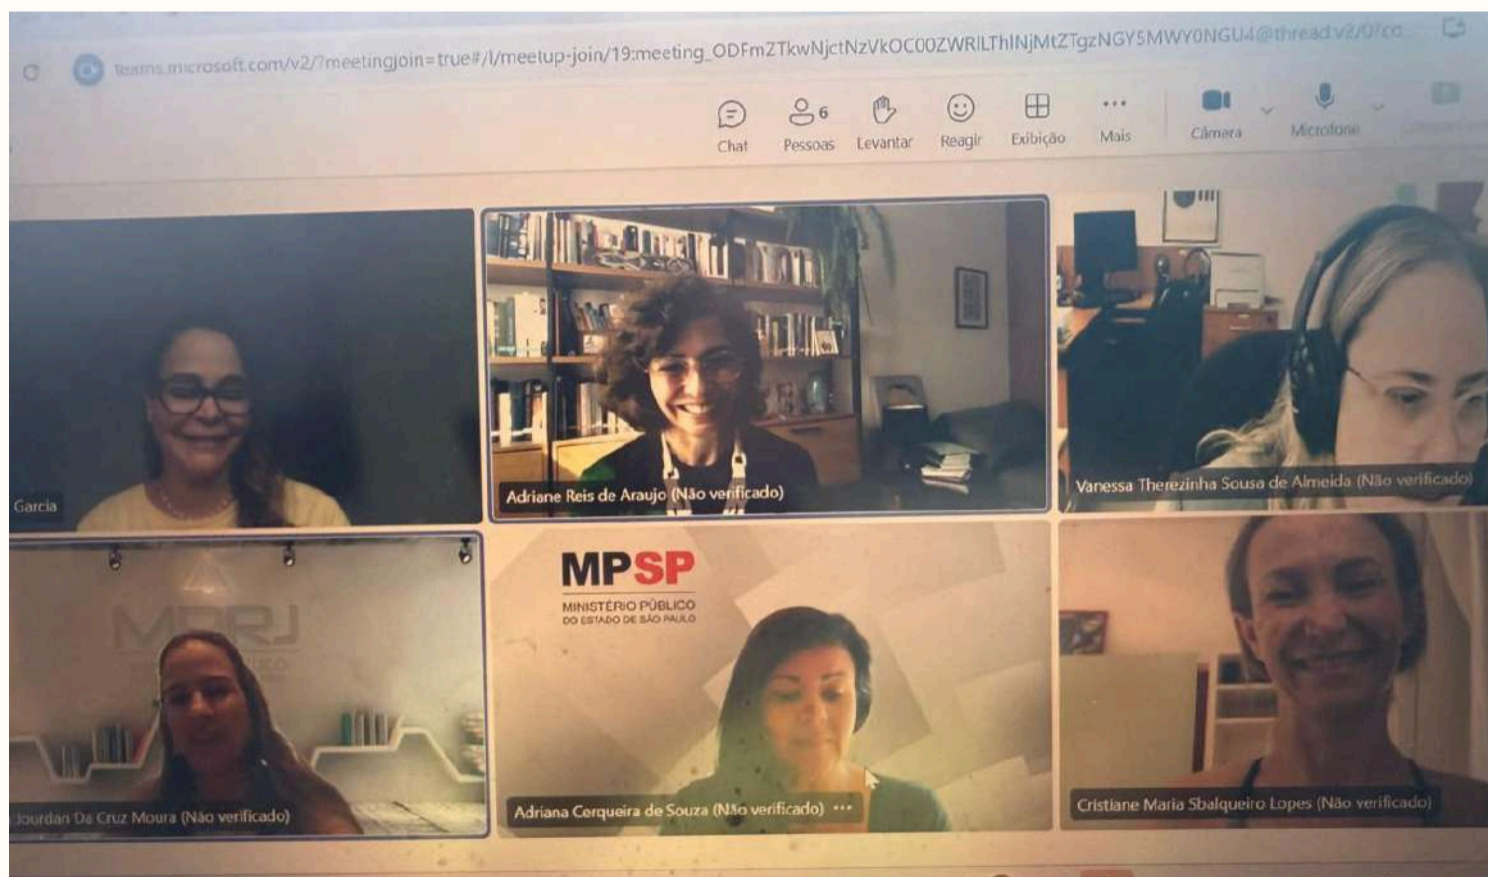 teams.microsoft.com/v2/?meetingjoin=true#/l/meetup-join/19:meeting_ODFmZTkwNjctNzVkOC00ZWRlLThlNjMtZTgzNGY5MWY0NGU4@thread.v2/0?co...
6
Chat
Pessoas
Levantar
Reagir
Exibição
Mais
Câmera
Microfone
Garcia
Adriane Reis de Araujo (Não verificado)
Vanessa Therezinha Sousa de Almeida (Não verificado)
MPRJ
MPSP
MINISTÉRIO PÚBLICO
DO ESTADO DE SÃO PAULO
Jourdan Da Cruz Moura (Não verificado)
Adriana Cerqueira de Souza (Não verificado) ...
Cristiane Maria Sbalqueiro Lopes (Não verificado)